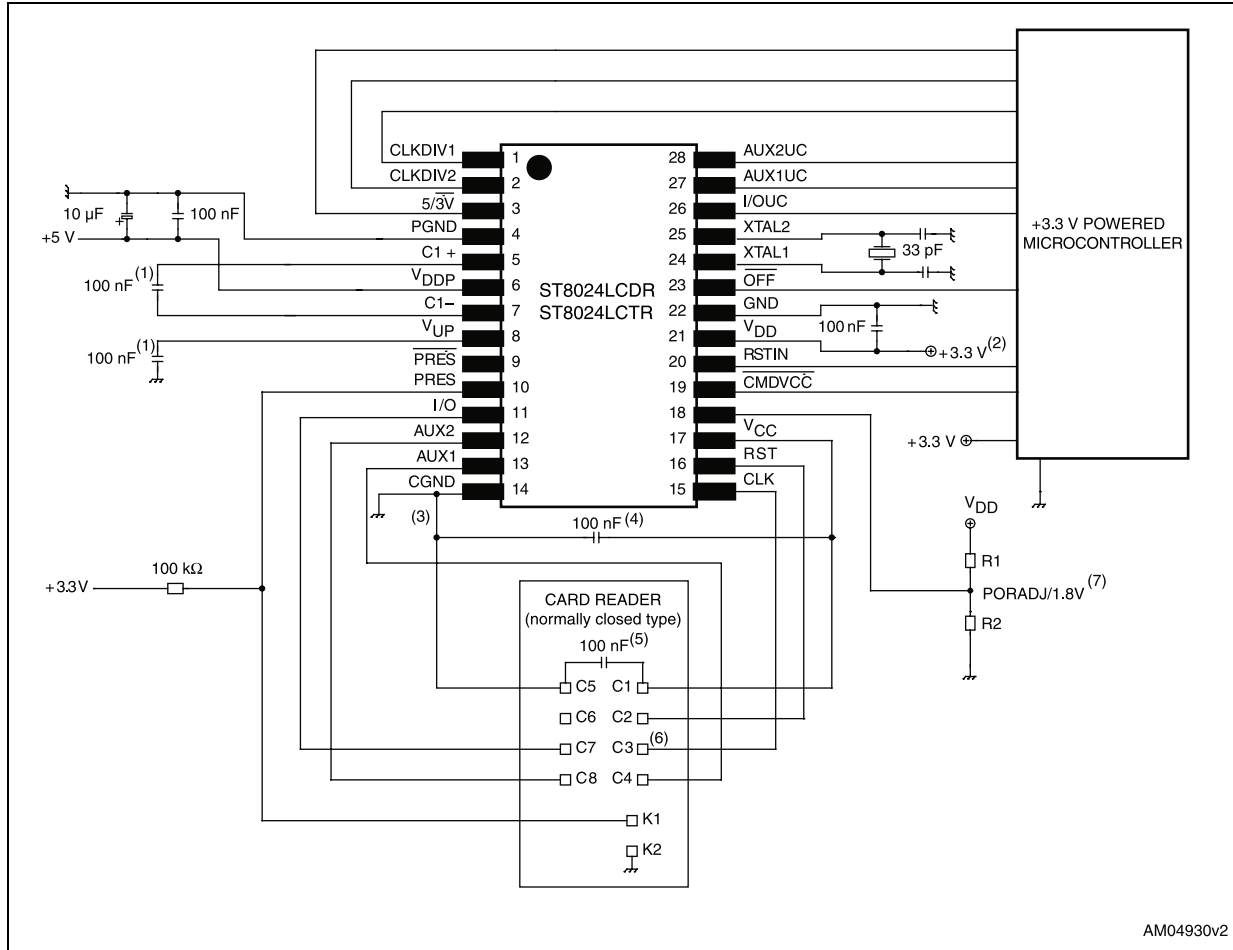 CLKDIV1 1
CLKDIV2 2
5/3V 3
PGND 4
C1 + 5
VDDP 6
C1– 7
VUP 8
PRES 9
PRES 10
I/O 11
AUX2 12
AUX1 13
CGND 14
28 AUX2UC
27 AUX1UC
26 I/OUC
25 XTAL2
24 XTAL1
23 OFF
22 GND
21 VDD
20 RSTIN
19 CMDVCC
18
17 VCC
16 RST
15 CLK
ST8024LCDR
ST8024LCTR
10 µF
100 nF
+5 V
100 nF(1)
100 nF(1)
33 pF
100 nF
+3.3 V(2)
+3.3 V POWERED
MICROCONTROLLER
+3.3 V
(3)
100 nF(4)
VDD
R1
PORADJ/1.8V(7)
R2
+3.3V
100 kΩ
CARD READER
(normally closed type)
100 nF(5)
C5 C1
C6 C2
C7 C3 (6)
C8 C4
K1
K2
AM04930v2